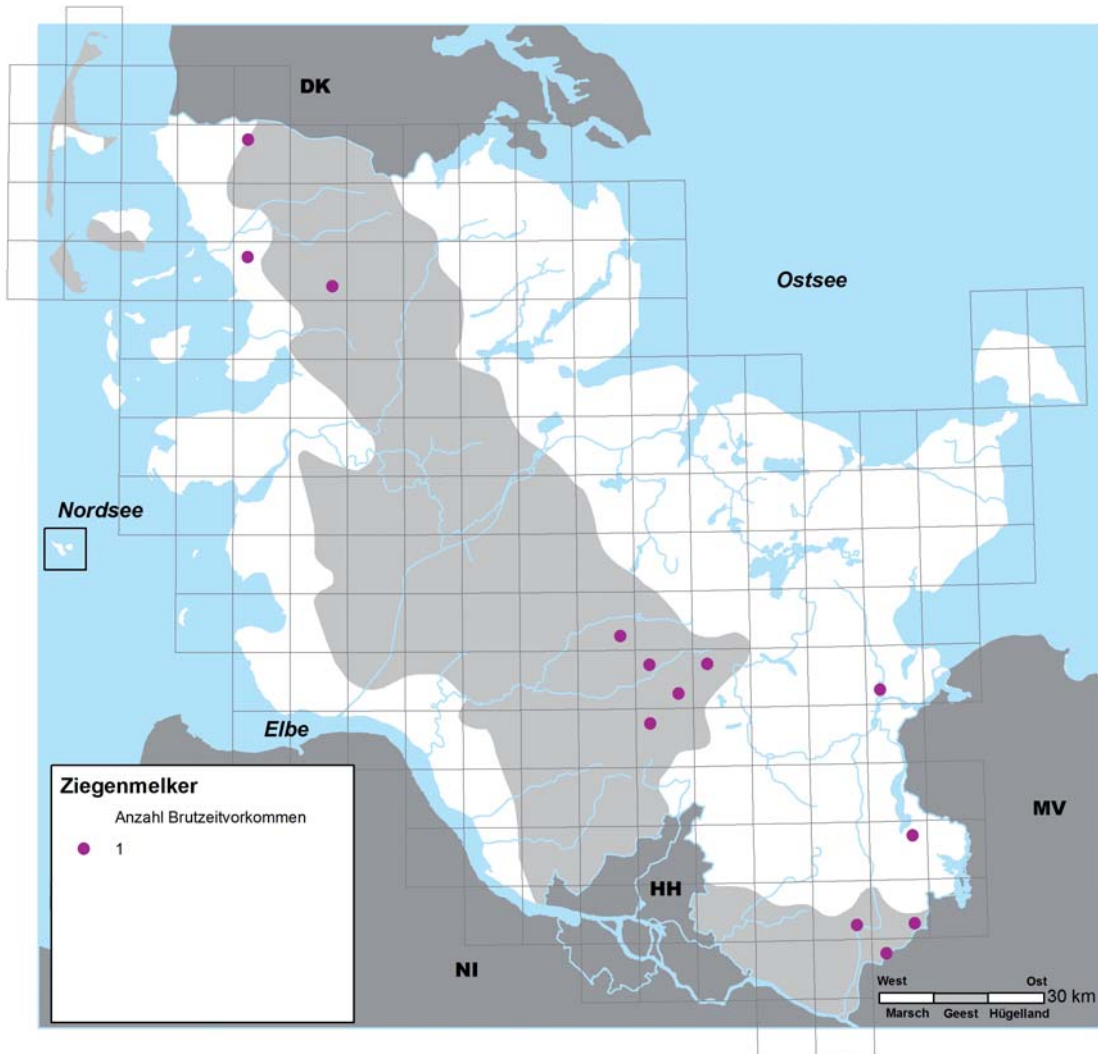 DK
Ostsee
Nordsee
Elbe
Ziegenmelker
Anzahl Brutzeitvorkommen
1
MV
HH
NI
West Ost
30 km
Marsch Geest Hügelland